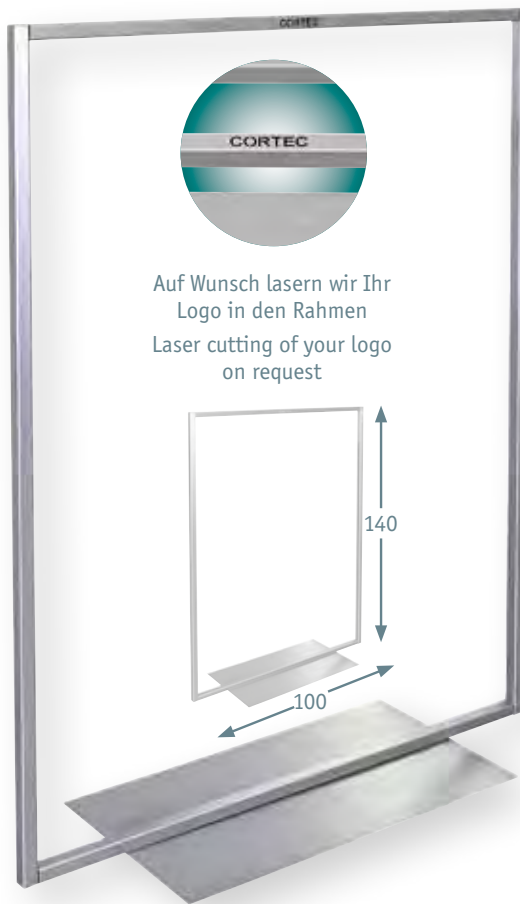 CORTEC
CORTEC
Auf Wunsch lasern wir Ihr
Logo in den Rahmen
Laser cutting of your logo
on request
140
100